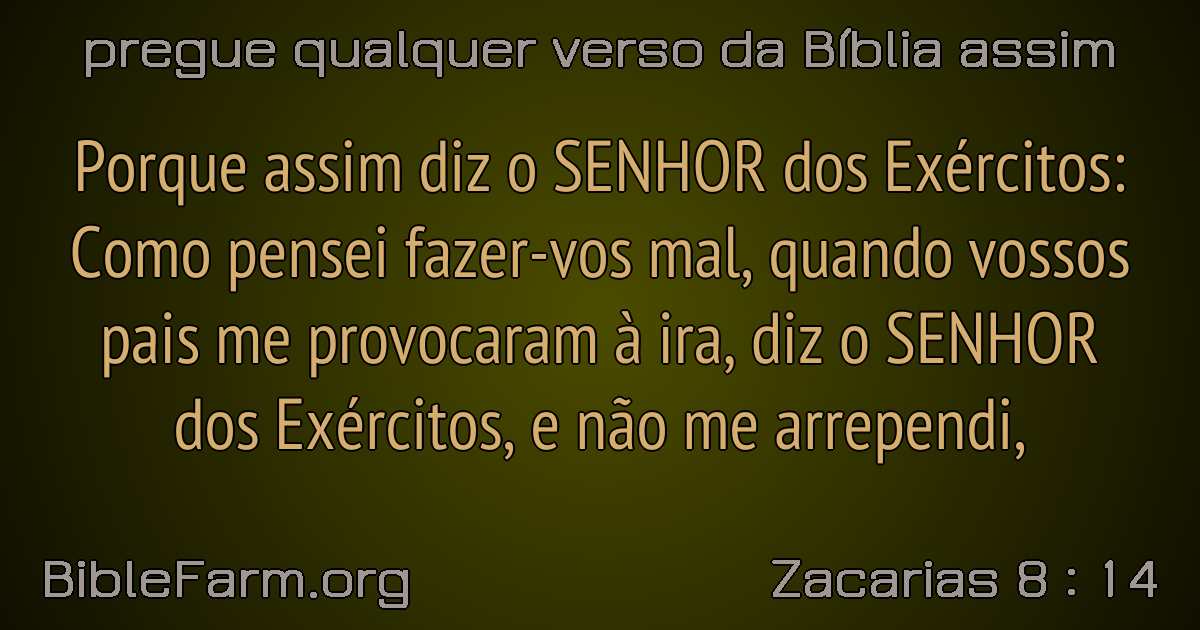 pregue qualquer verso da Bíblia assim
Porque assim diz o SENHOR dos Exércitos:
Como pensei fazer-vos mal, quando vossos
pais me provocaram à ira, diz o SENHOR
dos Exércitos, e não me arrependi,
BibleFarm.org
Zacarias 8 : 14